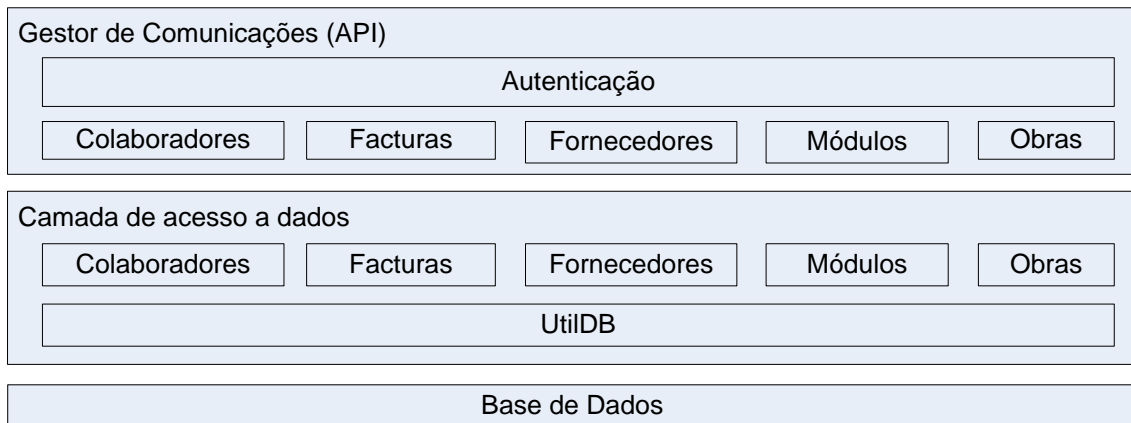 Gestor de Comunicações (API)
Autenticação
Colaboradores
Facturas
Fornecedores
Módulos
Obras
Camada de acesso a dados
Colaboradores
Facturas
Fornecedores
Módulos
Obras
UtilDB
Base de Dados